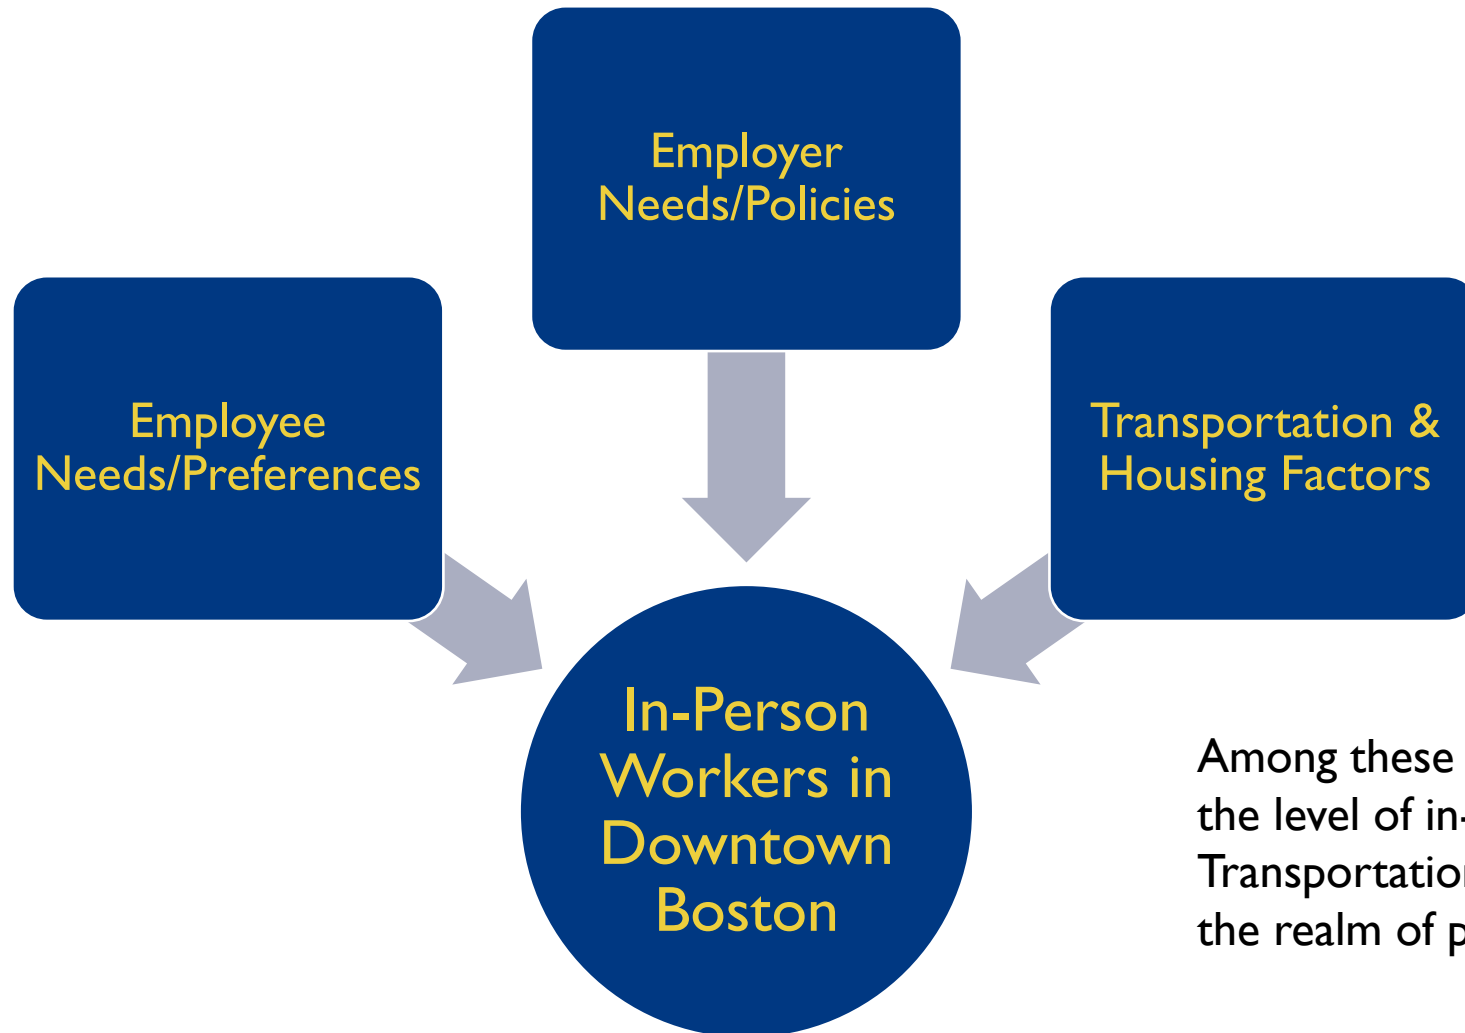 Employer
Needs/Policies
Employee
Needs/Preferences
Transportation &
Housing Factors
In-Person
Workers in
Downtown
Boston
Among these
the level of in-
Transportation
the realm of